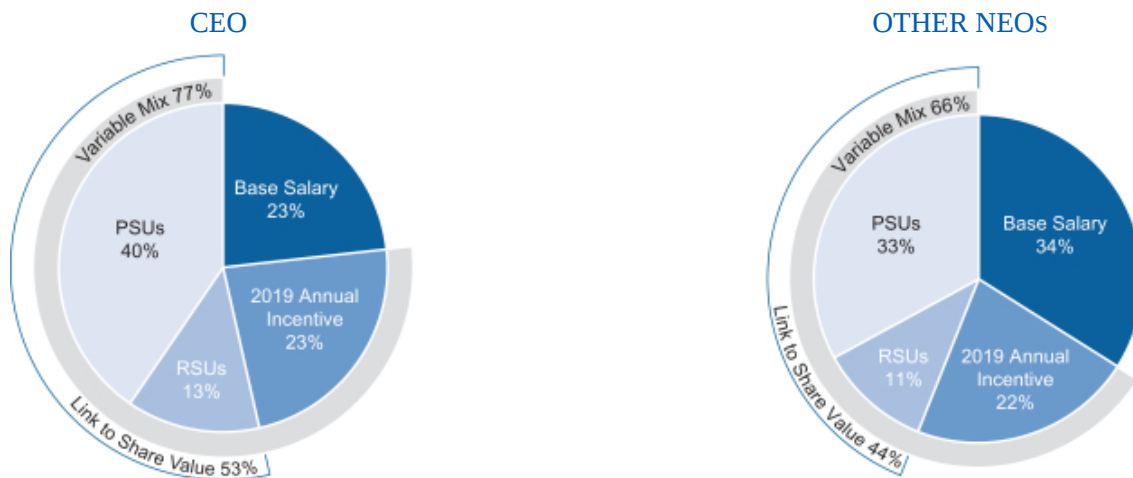 CEO
Variable Mix 77%
Base Salary
23%
PSUs
40%
2019 Annual
Incentive
23%
RSUs
13%
Link to Share Value 53%
OTHER NEOs
Variable Mix 66%
PSUs
33%
Base Salary
34%
RSUs
11%
2019 Annual
Incentive
22%
Link to Share Value 44%